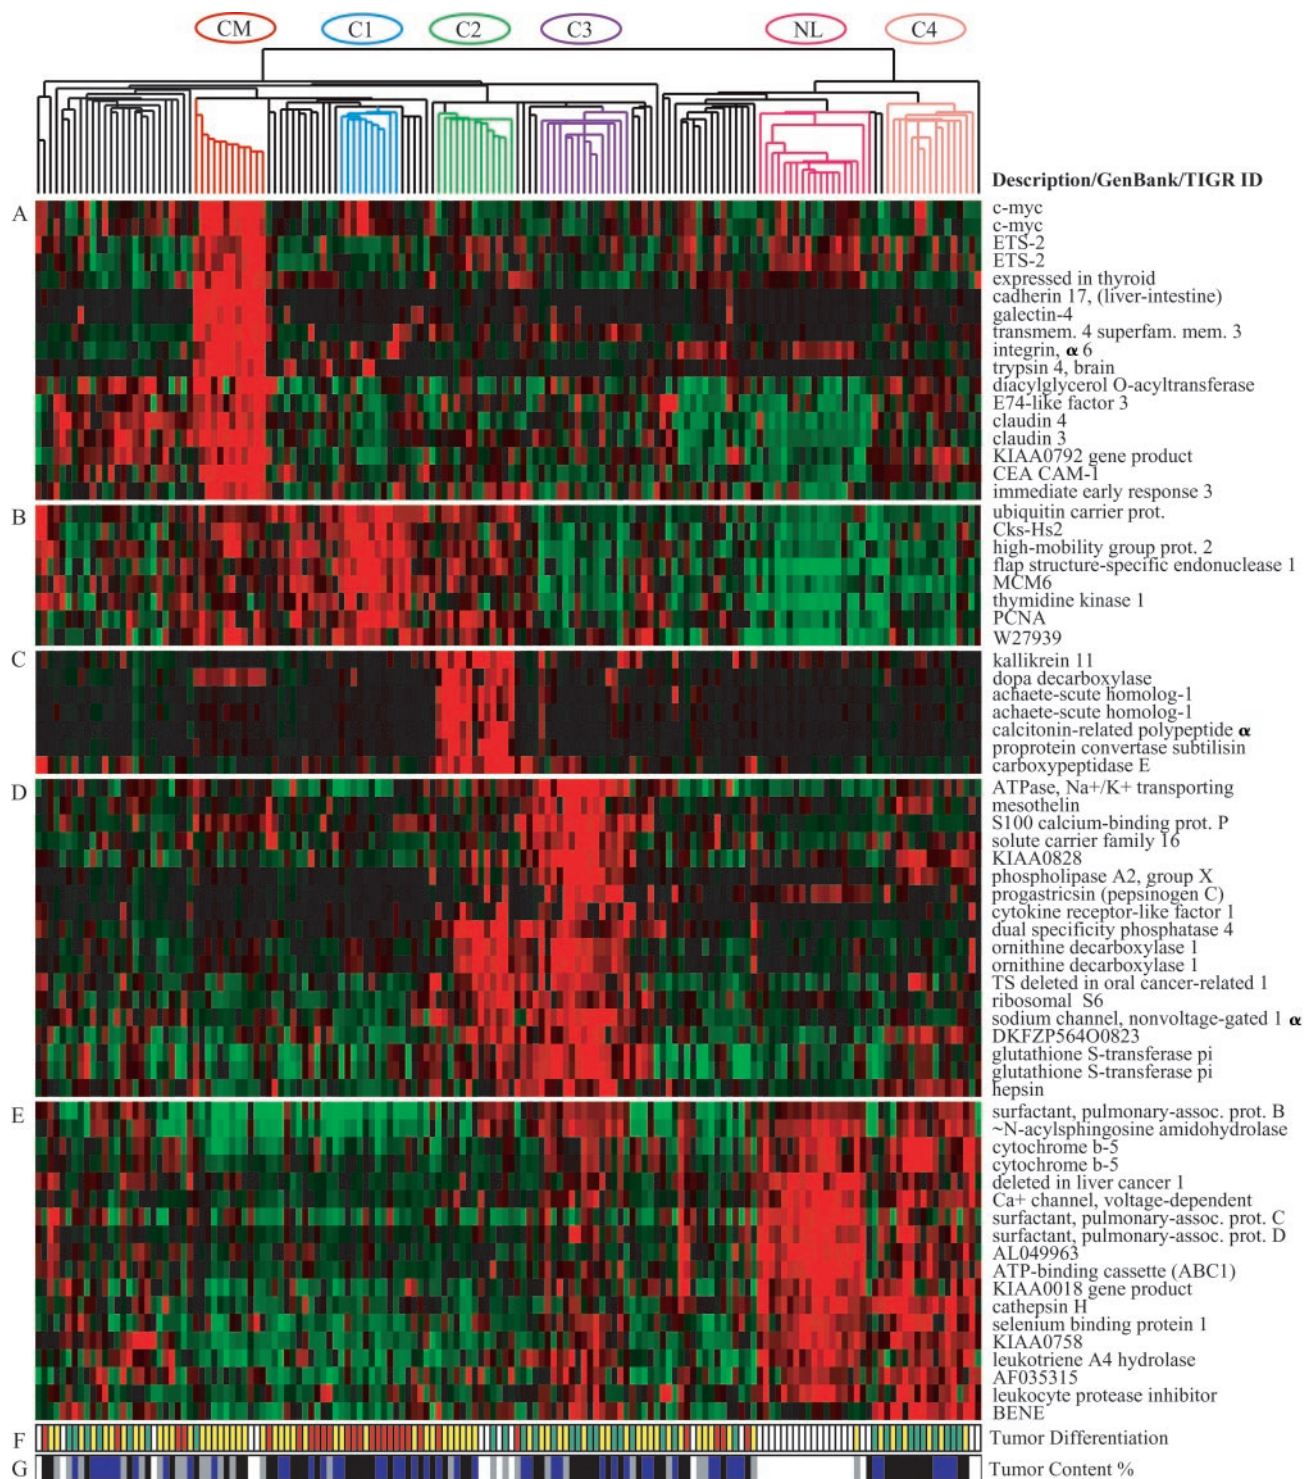 CM C1 C2 C3 NL C4
Description/GenBank/TIGR ID
A
c-myc
c-myc
ETS-2
ETS-2
expressed in thyroid
cadherin 17, (liver-intestine)
galectin-4
transmem. 4 superfam. mem. 3
integrin, α 6
trypsin 4, brain
diacylglycerol O-acyltransferase
E74-like factor 3
claudin 4
claudin 3
KIAA0792 gene product
CEA CAM-1
immediate early response 3
B
ubiquitin carrier prot.
Cks-Hs2
high-mobility group prot. 2
flap structure-specific endonuclease 1
MCM6
thymidine kinase 1
PCNA
W27939
C
kallikrein 11
dopa decarboxylase
achaete-scute homolog-1
achaete-scute homolog-1
calcitonin-related polypeptide α
proprotein convertase subtilisin
carboxypeptidase E
D
ATPase, Na+/K+ transporting
mesothelin
S100 calcium-binding prot. P
solute carrier family 16
KIAA0828
phospholipase A2, group X
progastricsin (pepsinogen C)
cytokine receptor-like factor 1
dual specificity phosphatase 4
ornithine decarboxylase 1
ornithine decarboxylase 1
TS deleted in oral cancer-related 1
ribosomal S6
sodium channel, nonvoltage-gated 1 α
DKFZP564O0823
glutathione S-transferase pi
glutathione S-transferase pi
hepsin
E
surfactant, pulmonary-assoc. prot. B
~N-acylsphingosine amidohydrolase
cytochrome b-5
cytochrome b-5
deleted in liver cancer 1
Ca+ channel, voltage-dependent
surfactant, pulmonary-assoc. prot. C
surfactant, pulmonary-assoc. prot. D
AL049963
ATP-binding cassette (ABC1)
KIAA0018 gene product
cathepsin H
selenium binding protein 1
KIAA0758
leukotriene A4 hydrolase
AF035315
leukocyte protease inhibitor
BENE
F Tumor Differentiation
G Tumor Content %